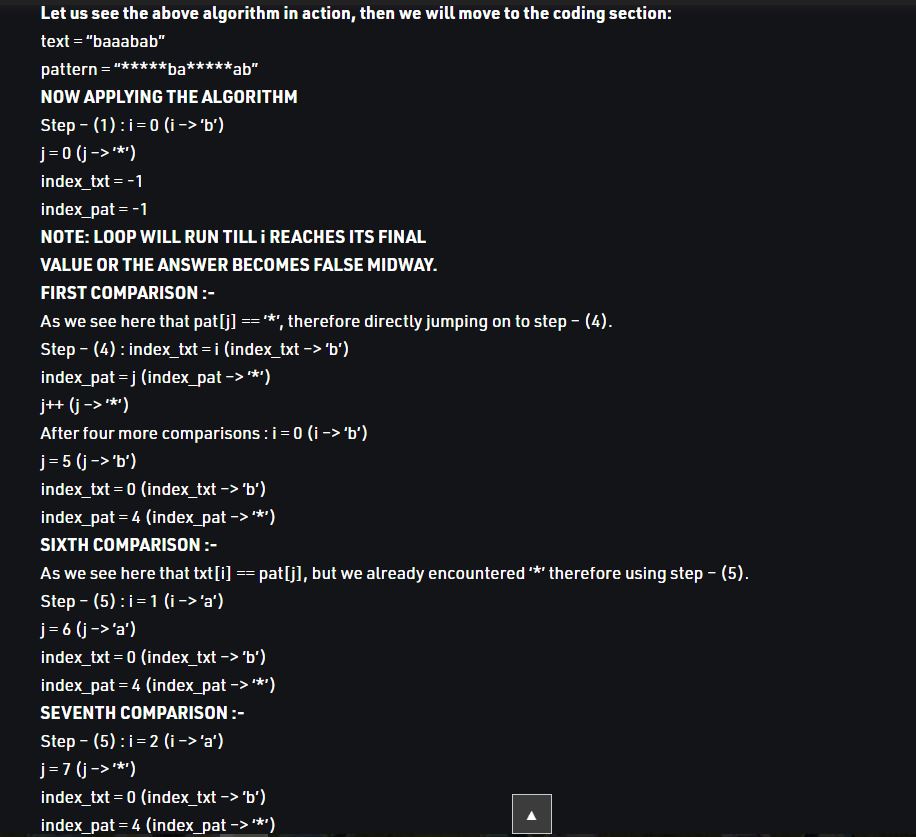 Let us see the above algorithm in action, then we will move to the coding section:
text = “baaabab”
pattern = “*****ba*****ab”
NOW APPLYING THE ALGORITHM
Step – (1) : i = 0 (i –> ‘b’)
j = 0 (j –> ‘*’)
index_txt = -1
index_pat = -1
NOTE: LOOP WILL RUN TILL i REACHES ITS FINAL
VALUE OR THE ANSWER BECOMES FALSE MIDWAY.
FIRST COMPARISON :-
As we see here that pat[j] == ‘*’, therefore directly jumping on to step – (4).
Step – (4) : index_txt = i (index_txt –> ‘b’)
index_pat = j (index_pat –> ‘*’)
j++ (j –> ‘*’)
After four more comparisons : i = 0 (i –> ‘b’)
j = 5 (j –> ‘b’)
index_txt = 0 (index_txt –> ‘b’)
index_pat = 4 (index_pat –> ‘*’)
SIXTH COMPARISON :-
As we see here that txt[i] == pat[j], but we already encountered ‘*’ therefore using step – (5).
Step – (5) : i = 1 (i –> ‘a’)
j = 6 (j –> ‘a’)
index_txt = 0 (index_txt –> ‘b’)
index_pat = 4 (index_pat –> ‘*’)
SEVENTH COMPARISON :-
Step – (5) : i = 2 (i –> ‘a’)
j = 7 (j –> ‘*’)
index_txt = 0 (index_txt –> ‘b’)
index_pat = 4 (index_pat –> ‘*’)